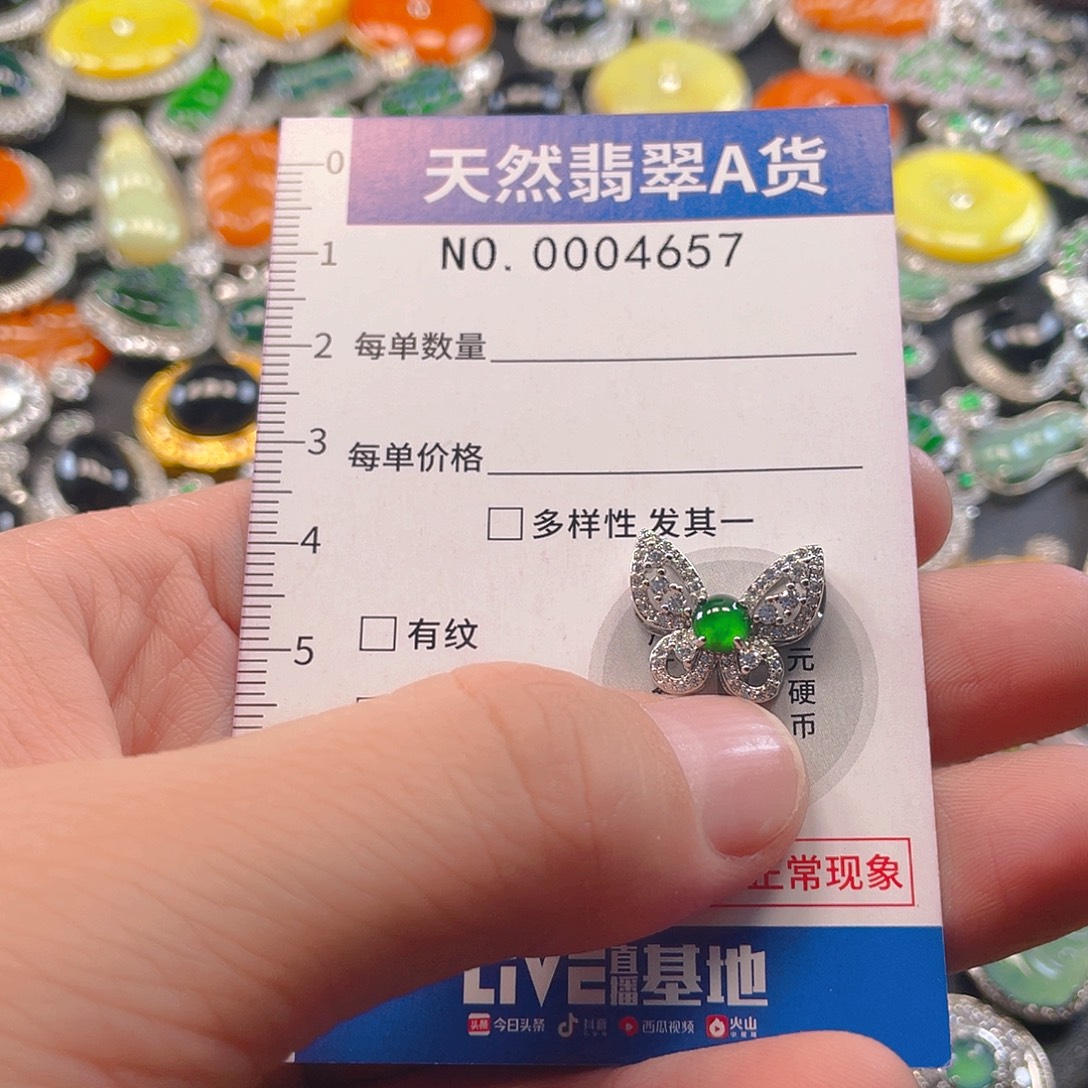 天然翡翠A货
NO. 0004657
0
1
2
3
4
5
每单数量
每单价格
多样性 发其一
有纹
元
硬
币
正常现象
LIVE直播基地
头条 今日头条 抖音 西瓜视频 火山